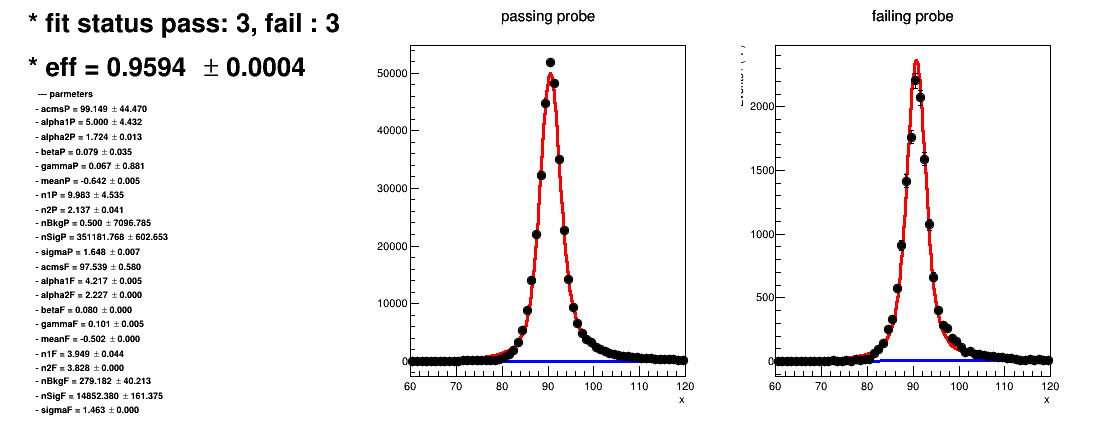 * fit status pass: 3, fail : 3
* eff = 0.9594 ± 0.0004
--- parmeters
- acmsP = 99.149 ± 44.470
- alpha1P = 5.000 ± 4.432
- alpha2P = 1.724 ± 0.013
- betaP = 0.079 ± 0.035
- gammaP = 0.067 ± 0.881
- meanP = -0.642 ± 0.005
- n1P = 9.983 ± 4.535
- n2P = 2.137 ± 0.041
- nBkgP = 0.500 ± 7096.785
- nSigP = 351181.768 ± 602.653
- sigmaP = 1.648 ± 0.007
- acmsF = 97.539 ± 0.580
- alpha1F = 4.217 ± 0.005
- alpha2F = 2.227 ± 0.000
- betaF = 0.080 ± 0.000
- gammaF = 0.101 ± 0.005
- meanF = -0.502 ± 0.000
- n1F = 3.949 ± 0.044
- n2F = 3.828 ± 0.000
- nBkgF = 279.182 ± 40.213
- nSigF = 14852.380 ± 161.375
- sigmaF = 1.463 ± 0.000
passing probe
50000
40000
30000
20000
10000
0
60 70 80 90 100 110 120
x
failing probe
2000
1500
1000
500
0
60 70 80 90 100 110 120
x